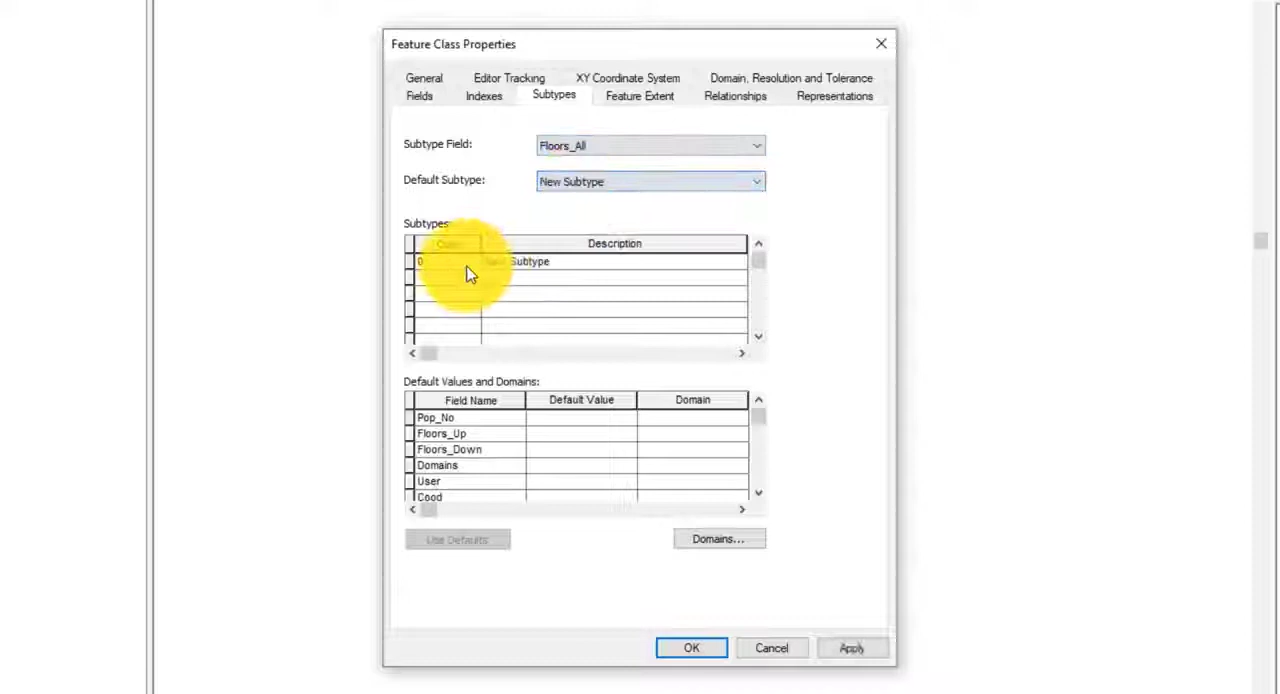 Feature Class Properties
General Editor Tracking XY Coordinate System Domain, Resolution and Tolerance
Fields Indexes Subtypes Feature Extent Relationships Representations
Subtype Field: Floors_All
Default Subtype: New Subtype
Subtypes:
Description
0 Subtype
Default Values and Domains:
Field Name Default Value Domain
Pop_No
Floors_Up
Floors_Down
Domains
User
Cood
Use Defaults Domains...
OK Cancel Apply